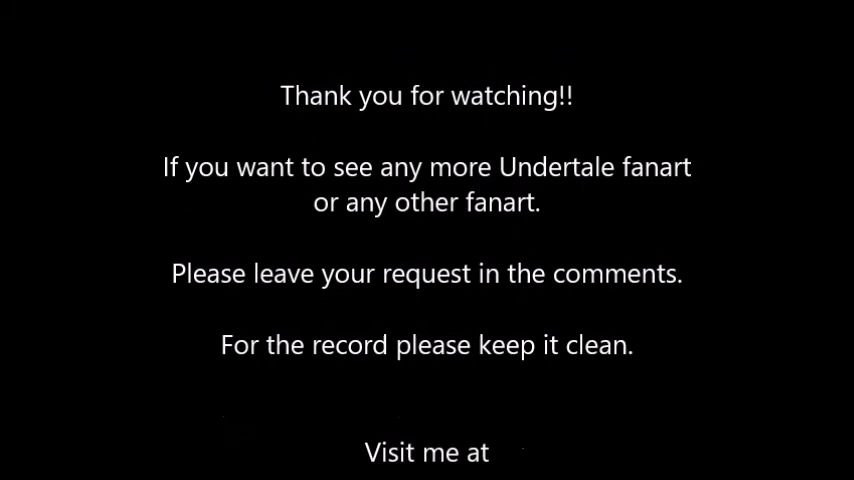 Thank you for watching!!
If you want to see any more Undertale fanart
or any other fanart.
Please leave your request in the comments.
For the record please keep it clean.
Visit me at